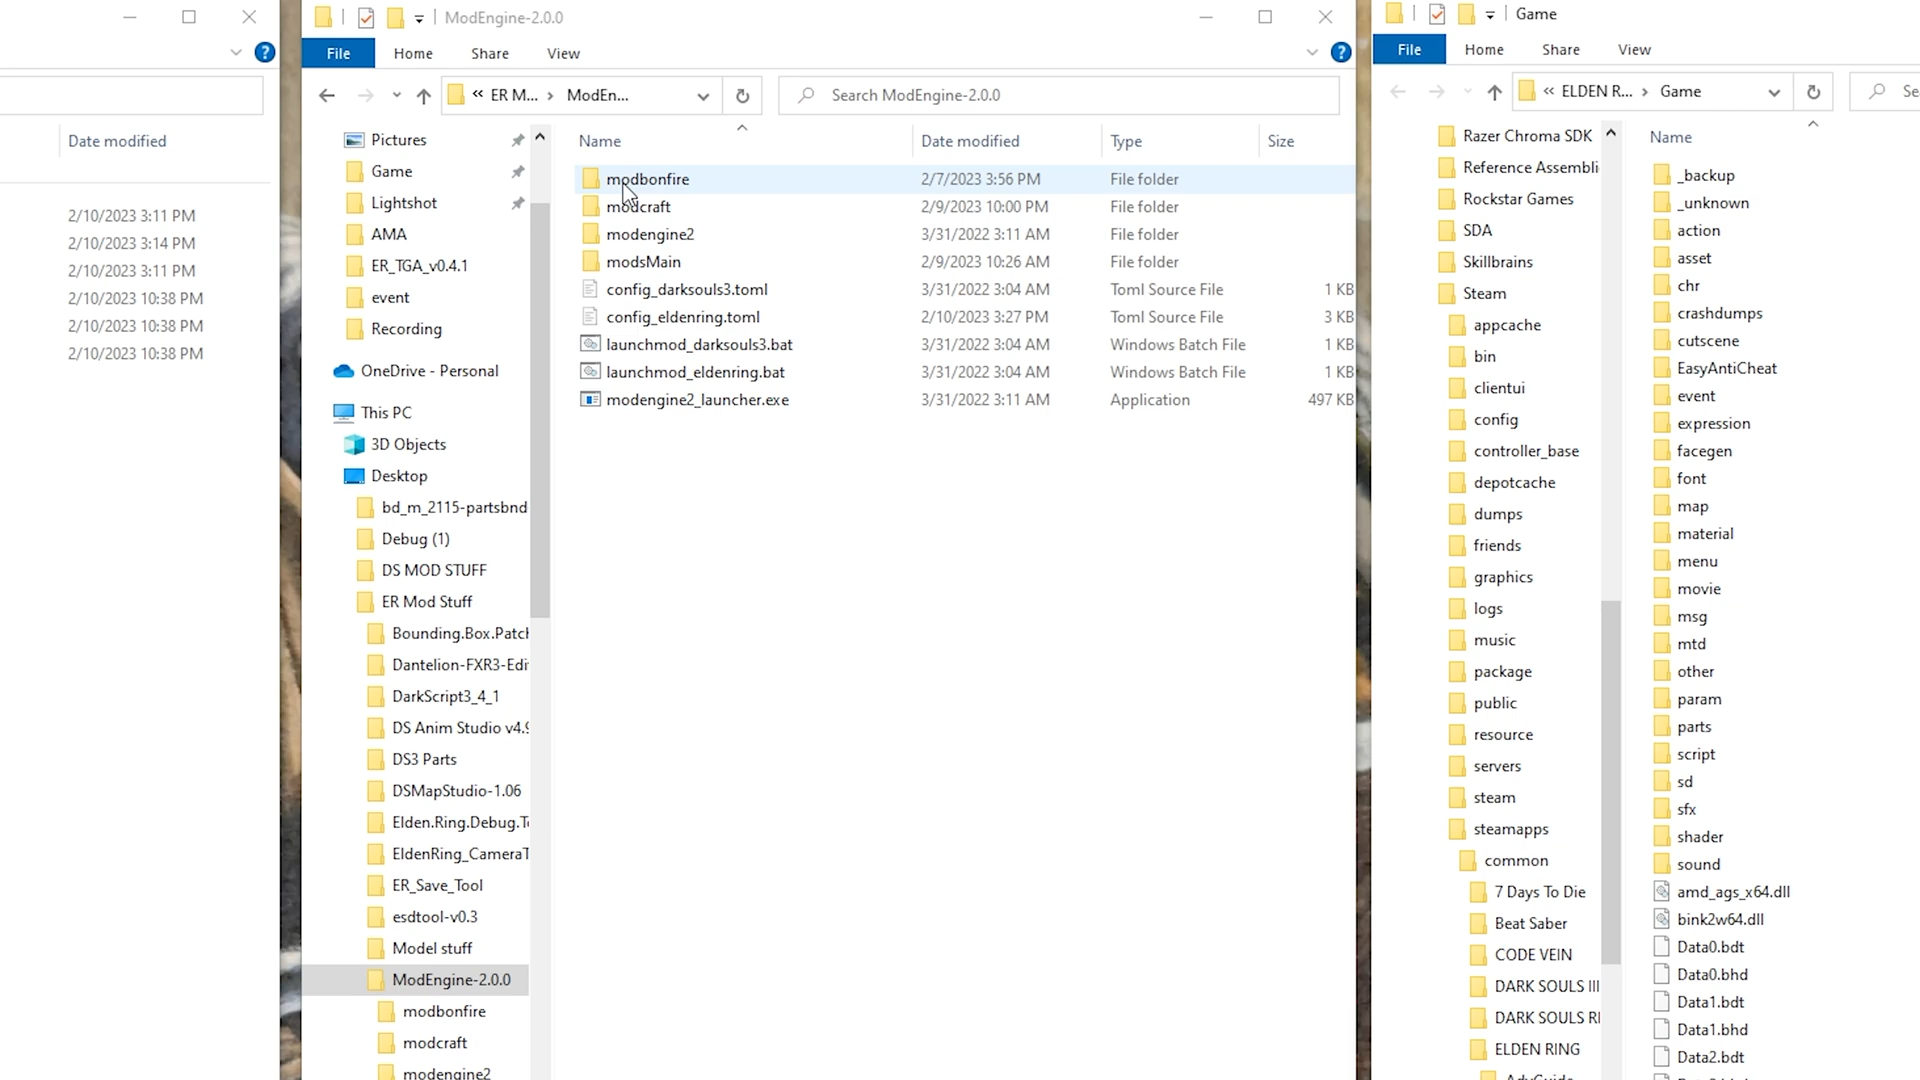 Date modified
2/10/2023 3:11 PM
2/10/2023 3:14 PM
2/10/2023 3:11 PM
2/10/2023 10:38 PM
2/10/2023 10:38 PM
2/10/2023 10:38 PM
ModEngine-2.0.0
File Home Share View
« ER M... › ModEn...
Search ModEngine-2.0.0
Pictures
Game
Lightshot
AMA
ER_TGA_v0.4.1
event
Recording
OneDrive - Personal
This PC
3D Objects
Desktop
bd_m_2115-partsbnd
Debug (1)
DS MOD STUFF
ER Mod Stuff
Bounding.Box.Patch
Dantelion-FXR3-Edi
DarkScript3_4_1
DS Anim Studio v4.9
DS3 Parts
DSMapStudio-1.06
Elden.Ring.Debug.T
EldenRing_CameraT
ER_Save_Tool
esdtool-v0.3
Model stuff
ModEngine-2.0.0
modbonfire
modcraft
modengine2
Name Date modified Type Size
modbonfire 2/7/2023 3:56 PM File folder
modcraft 2/9/2023 10:00 PM File folder
modengine2 3/31/2022 3:11 AM File folder
modsMain 2/9/2023 10:26 AM File folder
config_darksouls3.toml 3/31/2022 3:04 AM Toml Source File 1 KB
config_eldenring.toml 2/10/2023 3:27 PM Toml Source File 3 KB
launchmod_darksouls3.bat 3/31/2022 3:04 AM Windows Batch File 1 KB
launchmod_eldenring.bat 3/31/2022 3:04 AM Windows Batch File 1 KB
modengine2_launcher.exe 3/31/2022 3:11 AM Application 497 KB
Game
File Home Share View
« ELDEN R... › Game
Se
Razer Chroma SDK
Reference Assembli
Rockstar Games
SDA
Skillbrains
Steam
appcache
bin
clientui
config
controller_base
depotcache
dumps
friends
graphics
logs
music
package
public
resource
servers
steam
steamapps
common
7 Days To Die
Beat Saber
CODE VEIN
DARK SOULS III
DARK SOULS RE
ELDEN RING
Name
_backup
_unknown
action
asset
chr
crashdumps
cutscene
EasyAntiCheat
event
expression
facegen
font
map
material
menu
movie
msg
mtd
other
param
parts
script
sd
sfx
shader
sound
amd_ags_x64.dll
bink2w64.dll
Data0.bdt
Data0.bhd
Data1.bdt
Data1.bhd
Data2.bdt